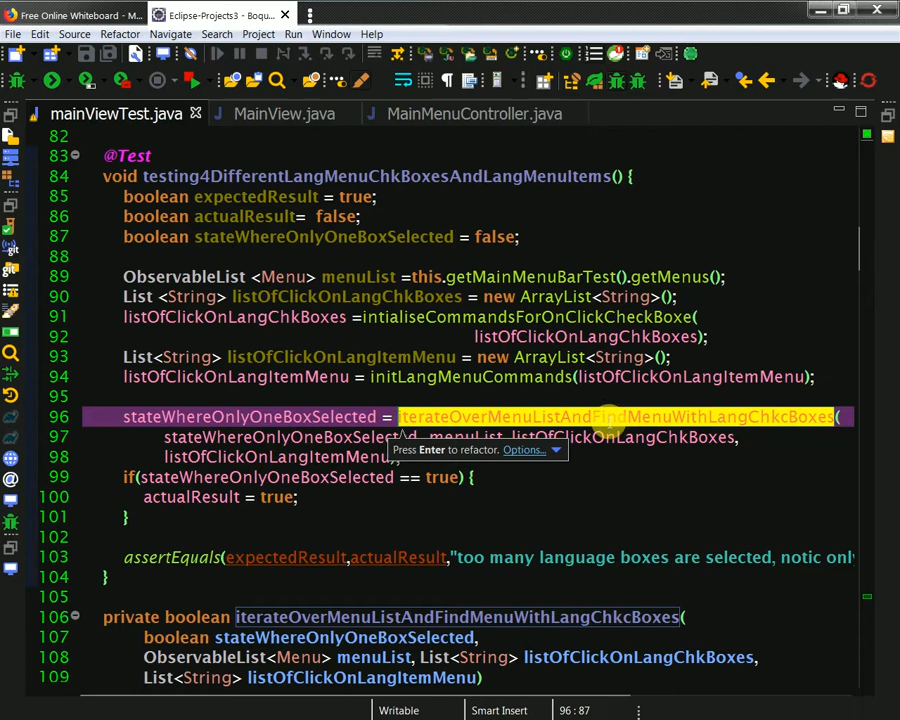 Free Online Whiteboard - M...
Eclipse-Projects3 - Boqu...
File Edit Source Refactor Navigate Search Project Run Window Help
mainViewTest.java MainView.java MainMenuController.java
82
83 @Test
84 void testing4DifferentLangMenuChkBoxesAndLangMenuItems() {
85 boolean expectedResult = true;
86 boolean actualResult= false;
87 boolean stateWhereOnlyOneBoxSelected = false;
88
89 ObservableList <Menu> menuList =this.getMainMenuBarTest().getMenus();
90 List <String> listOfClickOnLangChkBoxes = new ArrayList<String>();
91 listOfClickOnLangChkBoxes =intialiseCommandsForOnClickCheckBoxe(
92 listOfClickOnLangChkBoxes);
93 List<String> listOfClickOnLangItemMenu = new ArrayList<String>();
94 listOfClickOnLangItemMenu = initLangMenuCommands(listOfClickOnLangItemMenu);
96 stateWhereOnlyOneBoxSelected = iterateOverMenuListAndFindMenuWithLangChkcBoxes(
97 stateWhereOnlyOneBoxSelected, menuList, listOfClickOnLangChkBoxes,
Press Enter to refactor. Options...
98 listOfClickOnLangItemMenu);
99 if(stateWhereOnlyOneBoxSelected == true) {
100 actualResult = true;
101 }
102
103 assertEquals(expectedResult,actualResult,"too many language boxes are selected, notic only
104 }
105
106 private boolean iterateOverMenuListAndFindMenuWithLangChkcBoxes(
107 boolean stateWhereOnlyOneBoxSelected,
108 ObservableList<Menu> menuList, List<String> listOfClickOnLangChkBoxes,
109 List<String> listOfClickOnLangItemMenu)
Writable Smart Insert 96 : 87